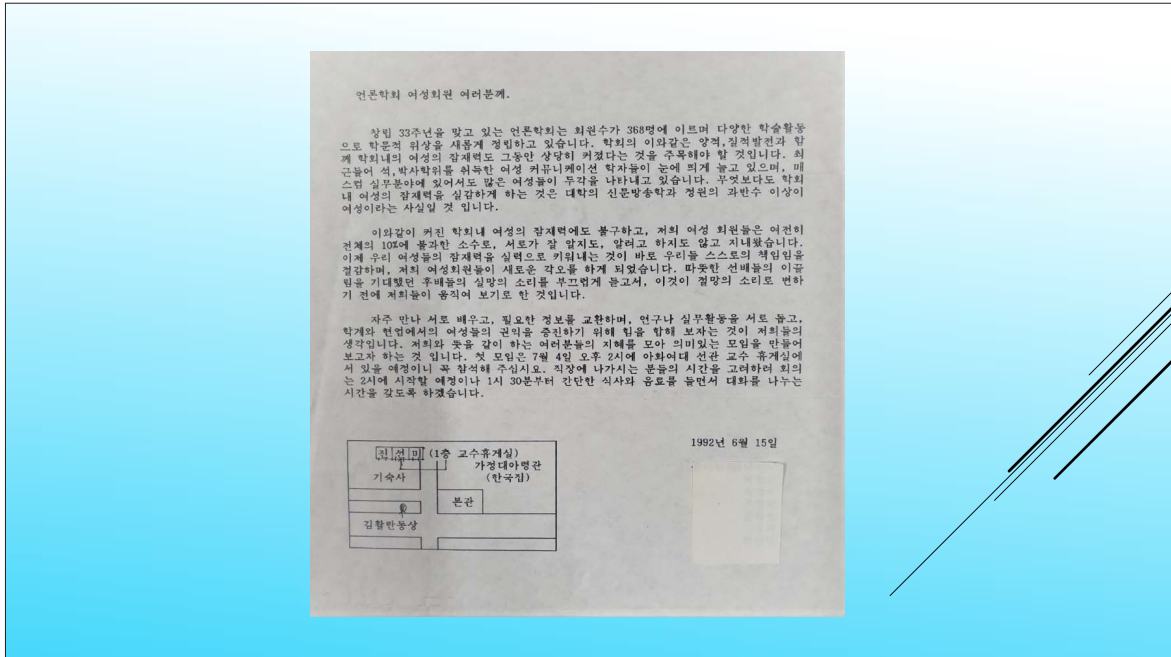 언론학회 여성회원 여러분께.
창립 33주년을 맞고 있는 언론학회는 회원수가 368명에 이르며 다양한 학술활동
으로 학문적 위상을 새롭게 정립하고 있습니다. 학회의 이와같은 양격,질적발전과 함
께 학회내의 여성의 잠재력도 그동안 상당히 커졌다는 것을 주목해야 할 것입니다. 최
근들어 석,박사학위를 취득한 여성 커뮤니케이션 학자들이 눈에 띄게 늘고 있으며, 매
스컴 실무분야에 있어서도 많은 여성들이 두각을 나타내고 있습니다. 무엇보다도 학회
내 여성의 잠재력을 실감하게 하는 것은 대학의 신문방송학과 정원의 과반수 이상이
여성이라는 사실일 것 입니다.
이와같이 커진 학회내 여성의 잠재력에도 불구하고, 저희 여성 회원들은 여전히
전체의 10%에 불과한 소수로, 서로가 잘 알지도, 알려고 하지도 않고 지내왔습니다.
이제 우리 여성들의 잠재력을 실력으로 키워내는 것이 바로 우리들 스스로의 책임임을
절감하며, 저희 여성회원들이 새로운 각오를 하게 되었습니다. 따뜻한 선배들의 이끌
림을 기대했던 후배들의 실망의 소리를 부끄럽게 듣고서, 이것이 절망의 소리로 변하
기 전에 저희들이 움직여 보기로 한 것입니다.
자주 만나 서로 배우고, 필요한 정보를 교환하며, 연구나 실무활동을 서로 돕고,
학계와 현업에서의 여성들의 권익을 증진하기 위해 힘을 합해 보자는 것이 저희들의
생각입니다. 저희와 뜻을 같이 하는 여러분들의 지혜를 모아 의미있는 모임을 만들어
보고자 하는 것 입니다. 첫 모임은 7월 4일 오후 2시에 이화여대 선관 교수 휴게실에
서 있을 예정이니 꼭 참석해 주십시요. 직장에 나가시는 분들의 시간을 고려하려 회의
는 2시에 시작할 예정이나 1시 30분부터 간단한 식사와 음료를 들면서 대화를 나누는
시간을 갖도록 하겠습니다.
1992년 6월 15일
진 선 미 (1층 교수휴게실)
가정대아령관
기숙사 (한국집)
본관
김활란동상